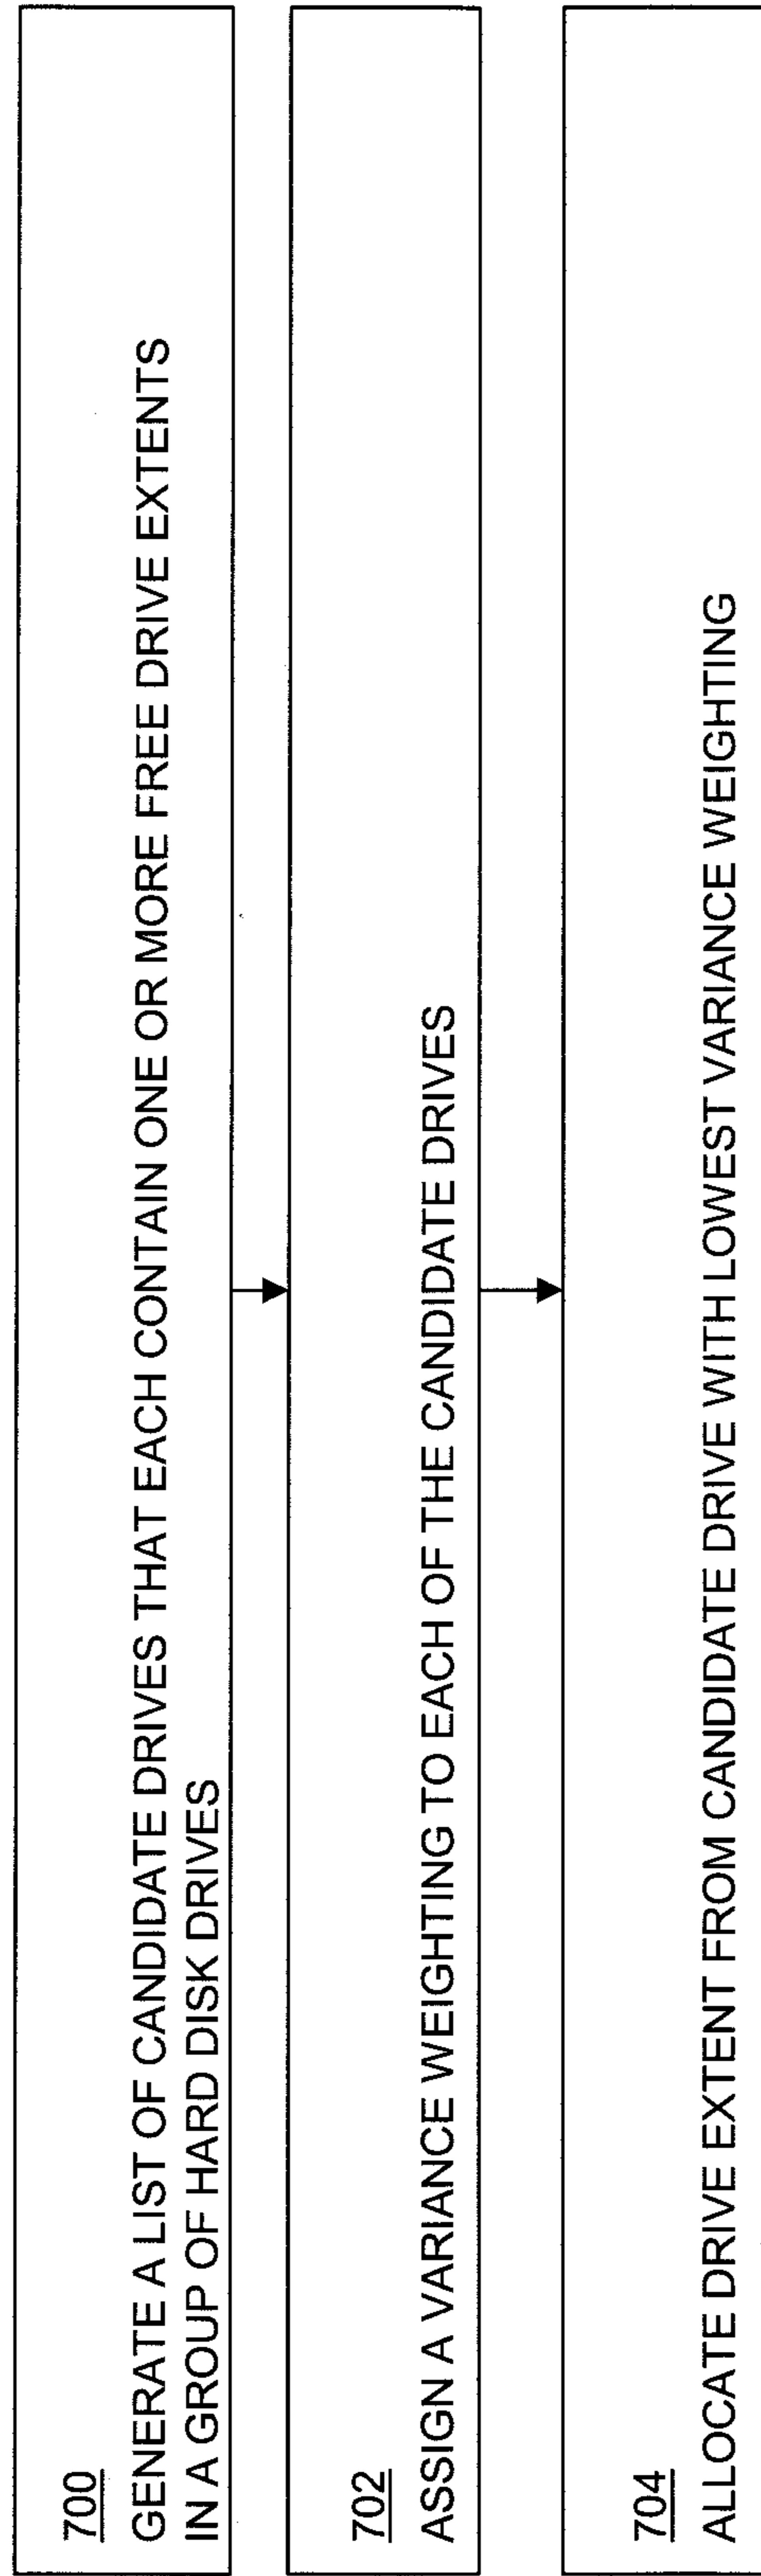 700
GENERATE A LIST OF CANDIDATE DRIVES THAT EACH CONTAIN ONE OR MORE FREE DRIVE EXTENTS
IN A GROUP OF HARD DISK DRIVES
702
ASSIGN A VARIANCE WEIGHTING TO EACH OF THE CANDIDATE DRIVES
704
ALLOCATE DRIVE EXTENT FROM CANDIDATE DRIVE WITH LOWEST VARIANCE WEIGHTING